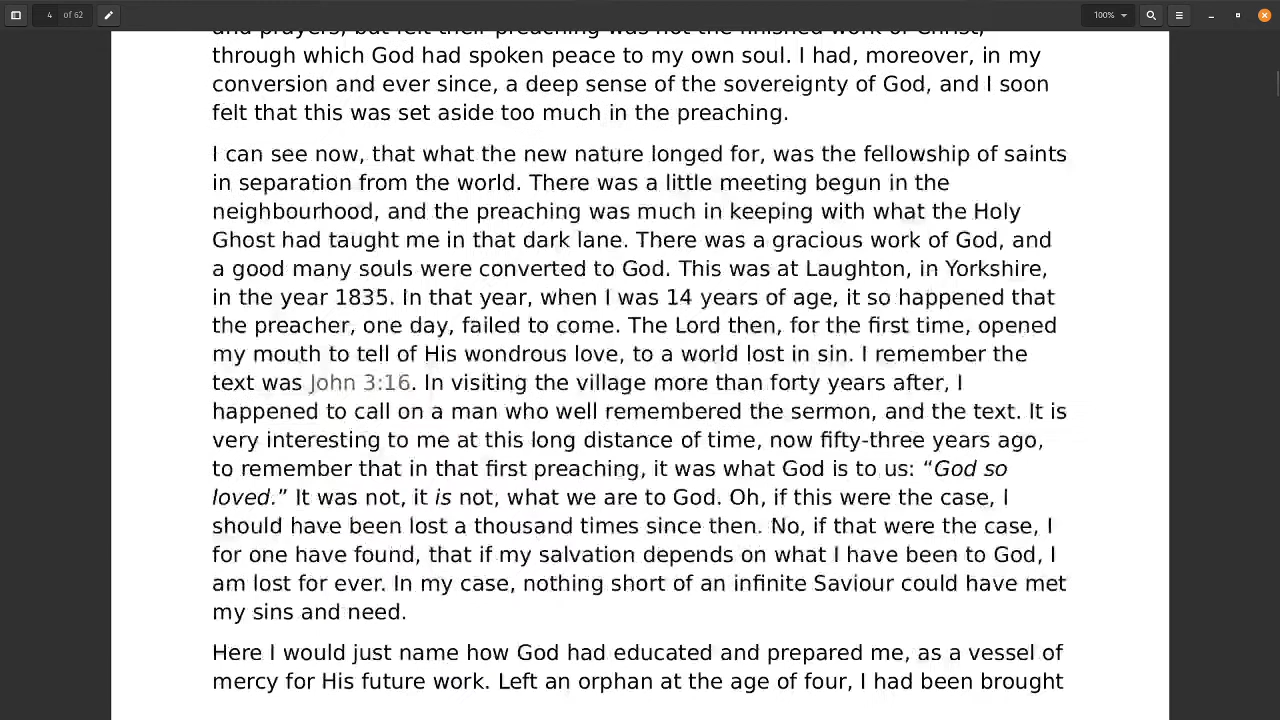 4 of 62
100%
and prayers, but felt their preaching was not the finished work of Christ,
through which God had spoken peace to my own soul. I had, moreover, in my
conversion and ever since, a deep sense of the sovereignty of God, and I soon
felt that this was set aside too much in the preaching.
I can see now, that what the new nature longed for, was the fellowship of saints
in separation from the world. There was a little meeting begun in the
neighbourhood, and the preaching was much in keeping with what the Holy
Ghost had taught me in that dark lane. There was a gracious work of God, and
a good many souls were converted to God. This was at Laughton, in Yorkshire,
in the year 1835. In that year, when I was 14 years of age, it so happened that
the preacher, one day, failed to come. The Lord then, for the first time, opened
my mouth to tell of His wondrous love, to a world lost in sin. I remember the
text was John 3:16. In visiting the village more than forty years after, I
happened to call on a man who well remembered the sermon, and the text. It is
very interesting to me at this long distance of time, now fifty-three years ago,
to remember that in that first preaching, it was what God is to us: “God so
loved.” It was not, it is not, what we are to God. Oh, if this were the case, I
should have been lost a thousand times since then. No, if that were the case, I
for one have found, that if my salvation depends on what I have been to God, I
am lost for ever. In my case, nothing short of an infinite Saviour could have met
my sins and need.
Here I would just name how God had educated and prepared me, as a vessel of
mercy for His future work. Left an orphan at the age of four, I had been brought